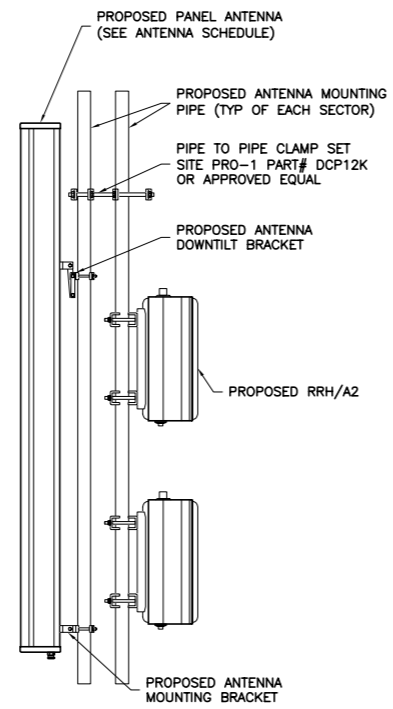 PROPOSED PANEL ANTENNA
(SEE ANTENNA SCHEDULE)
PROPOSED ANTENNA MOUNTING
PIPE (TYP OF EACH SECTOR)
PIPE TO PIPE CLAMP SET
SITE PRO-1 PART# DCP12K
OR APPROVED EQUAL
PROPOSED ANTENNA
DOWNTILT BRACKET
PROPOSED RRH/A2
PROPOSED ANTENNA
MOUNTING BRACKET